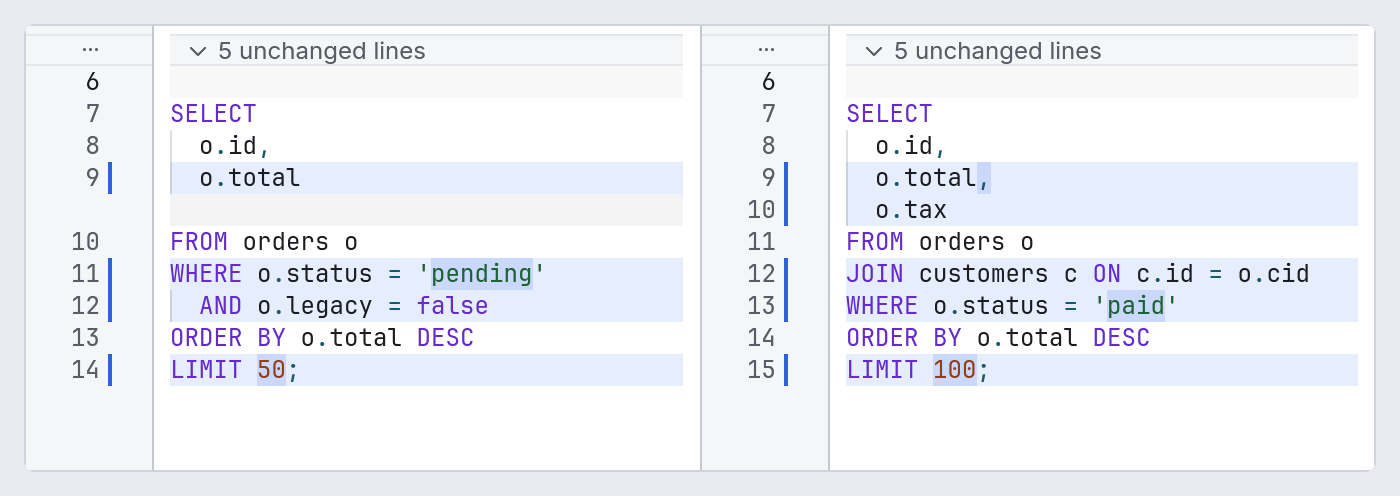 ... 5 unchanged lines
6
7 SELECT
8   o.id,
9   o.total
10 FROM orders o
11 WHERE o.status = 'pending'
12   AND o.legacy = false
13 ORDER BY o.total DESC
14 LIMIT 50;
... 5 unchanged lines
6
7 SELECT
8   o.id,
9   o.total,
10   o.tax
11 FROM orders o
12 JOIN customers c ON c.id = o.cid
13 WHERE o.status = 'paid'
14 ORDER BY o.total DESC
15 LIMIT 100;